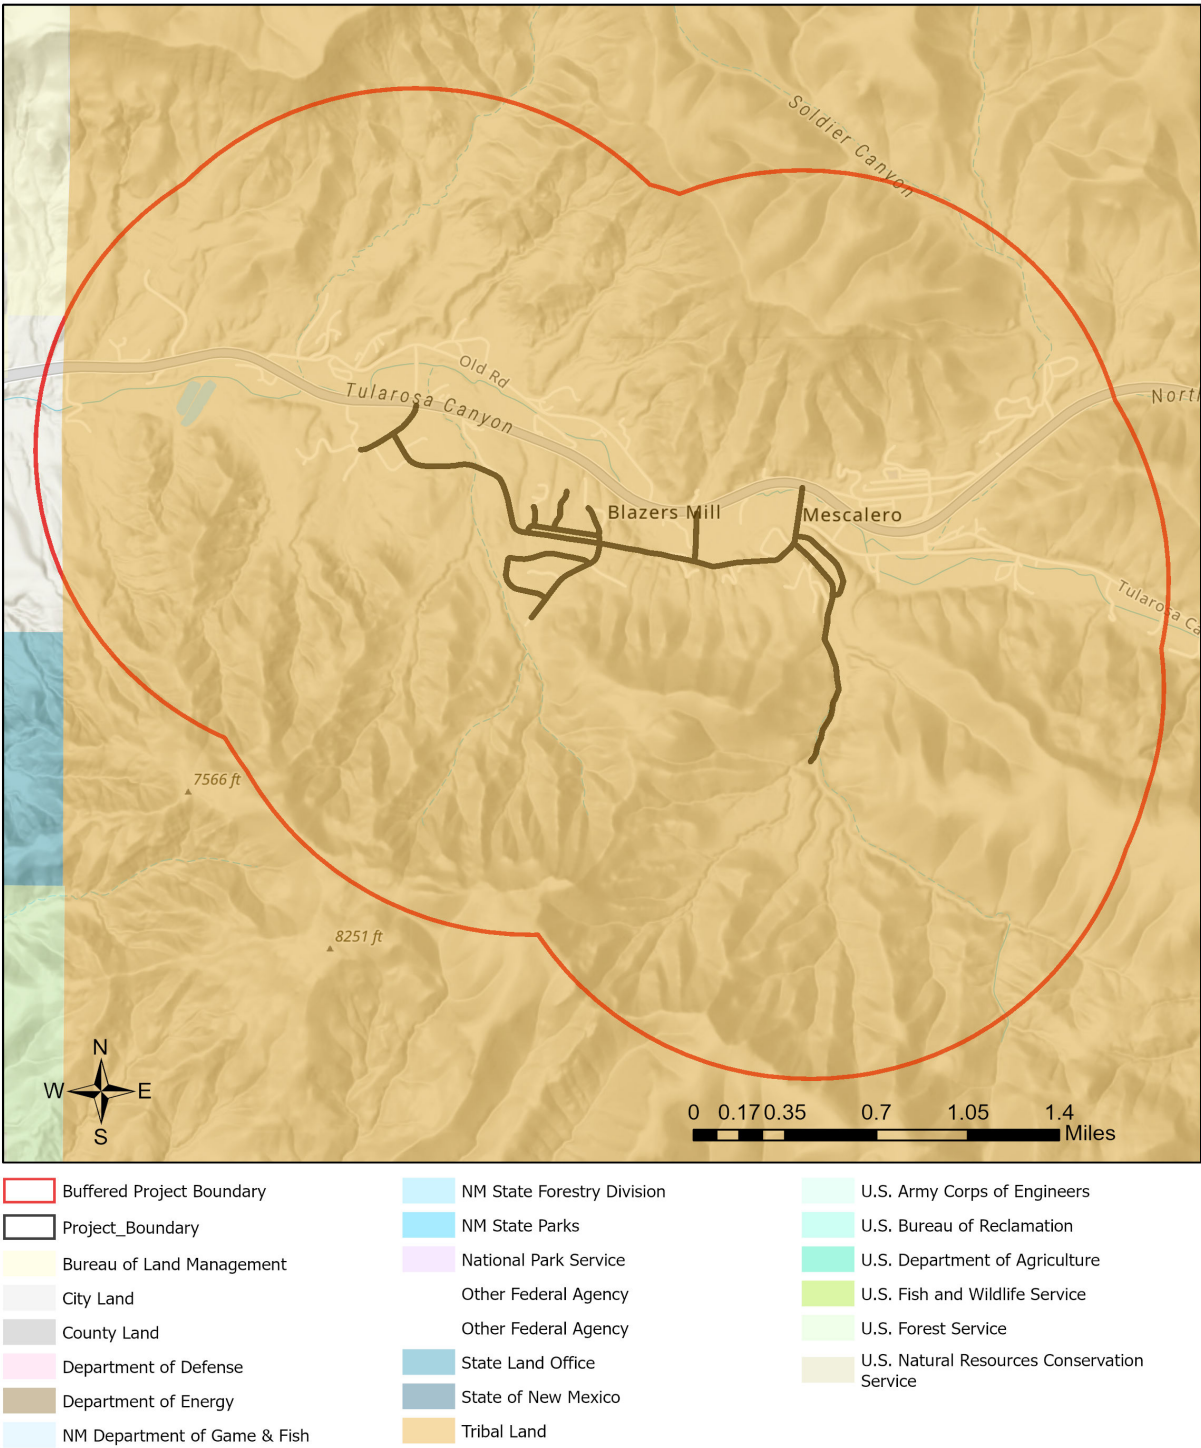 Soldier Canyon
Old Rd
Tularosa Canyon
North
Blazers Mill
Mescalero
Tularosa Ca
7566 ft
8251 ft
N
W E
S
0 0.17 0.35 0.7 1.05 1.4
Miles
Buffered Project Boundary
Project_Boundary
Bureau of Land Management
City Land
County Land
Department of Defense
Department of Energy
NM Department of Game & Fish
NM State Forestry Division
NM State Parks
National Park Service
Other Federal Agency
Other Federal Agency
State Land Office
State of New Mexico
Tribal Land
U.S. Army Corps of Engineers
U.S. Bureau of Reclamation
U.S. Department of Agriculture
U.S. Fish and Wildlife Service
U.S. Forest Service
U.S. Natural Resources Conservation
Service